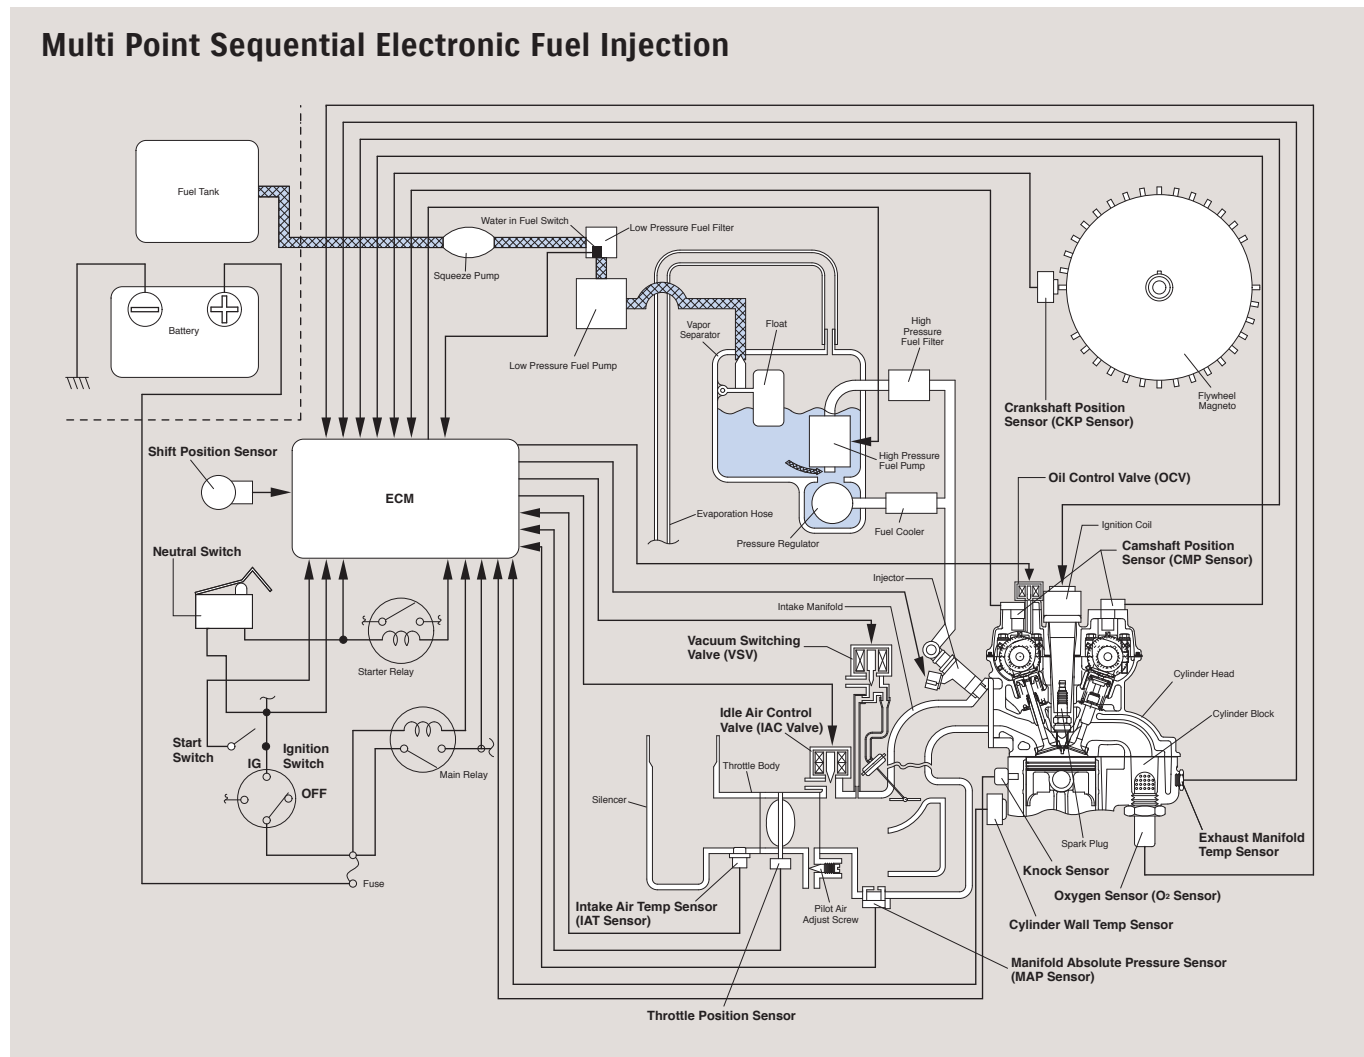 Multi Point Sequential Electronic Fuel Injection
Fuel Tank
Water in Fuel Switch
Low Pressure Fuel Filter
Squeeze Pump
Battery
Low Pressure Fuel Pump
Vapor
Separator
Float
High
Pressure
Fuel Filter
Flywheel
Magneto
Crankshaft Position
Sensor (CKP Sensor)
Shift Position Sensor
ECM
High Pressure
Fuel Pump
Oil Control Valve (OCV)
Evaporation Hose
Fuel Cooler
Pressure Regulator
Ignition Coil
Camshaft Position
Sensor (CMP Sensor)
Neutral Switch
Injector
Intake Manifold
Vacuum Switching
Valve (VSV)
Starter Relay
Cylinder Head
Idle Air Control
Valve (IAC Valve)
Cylinder Block
Start
Switch
IG
Ignition
Switch
OFF
Main Relay
Throttle Body
Silencer
Spark Plug
Exhaust Manifold
Temp Sensor
Knock Sensor
Fuse
Oxygen Sensor (O2 Sensor)
Intake Air Temp Sensor
(IAT Sensor)
Pilot Air
Adjust Screw
Cylinder Wall Temp Sensor
Manifold Absolute Pressure Sensor
(MAP Sensor)
Throttle Position Sensor